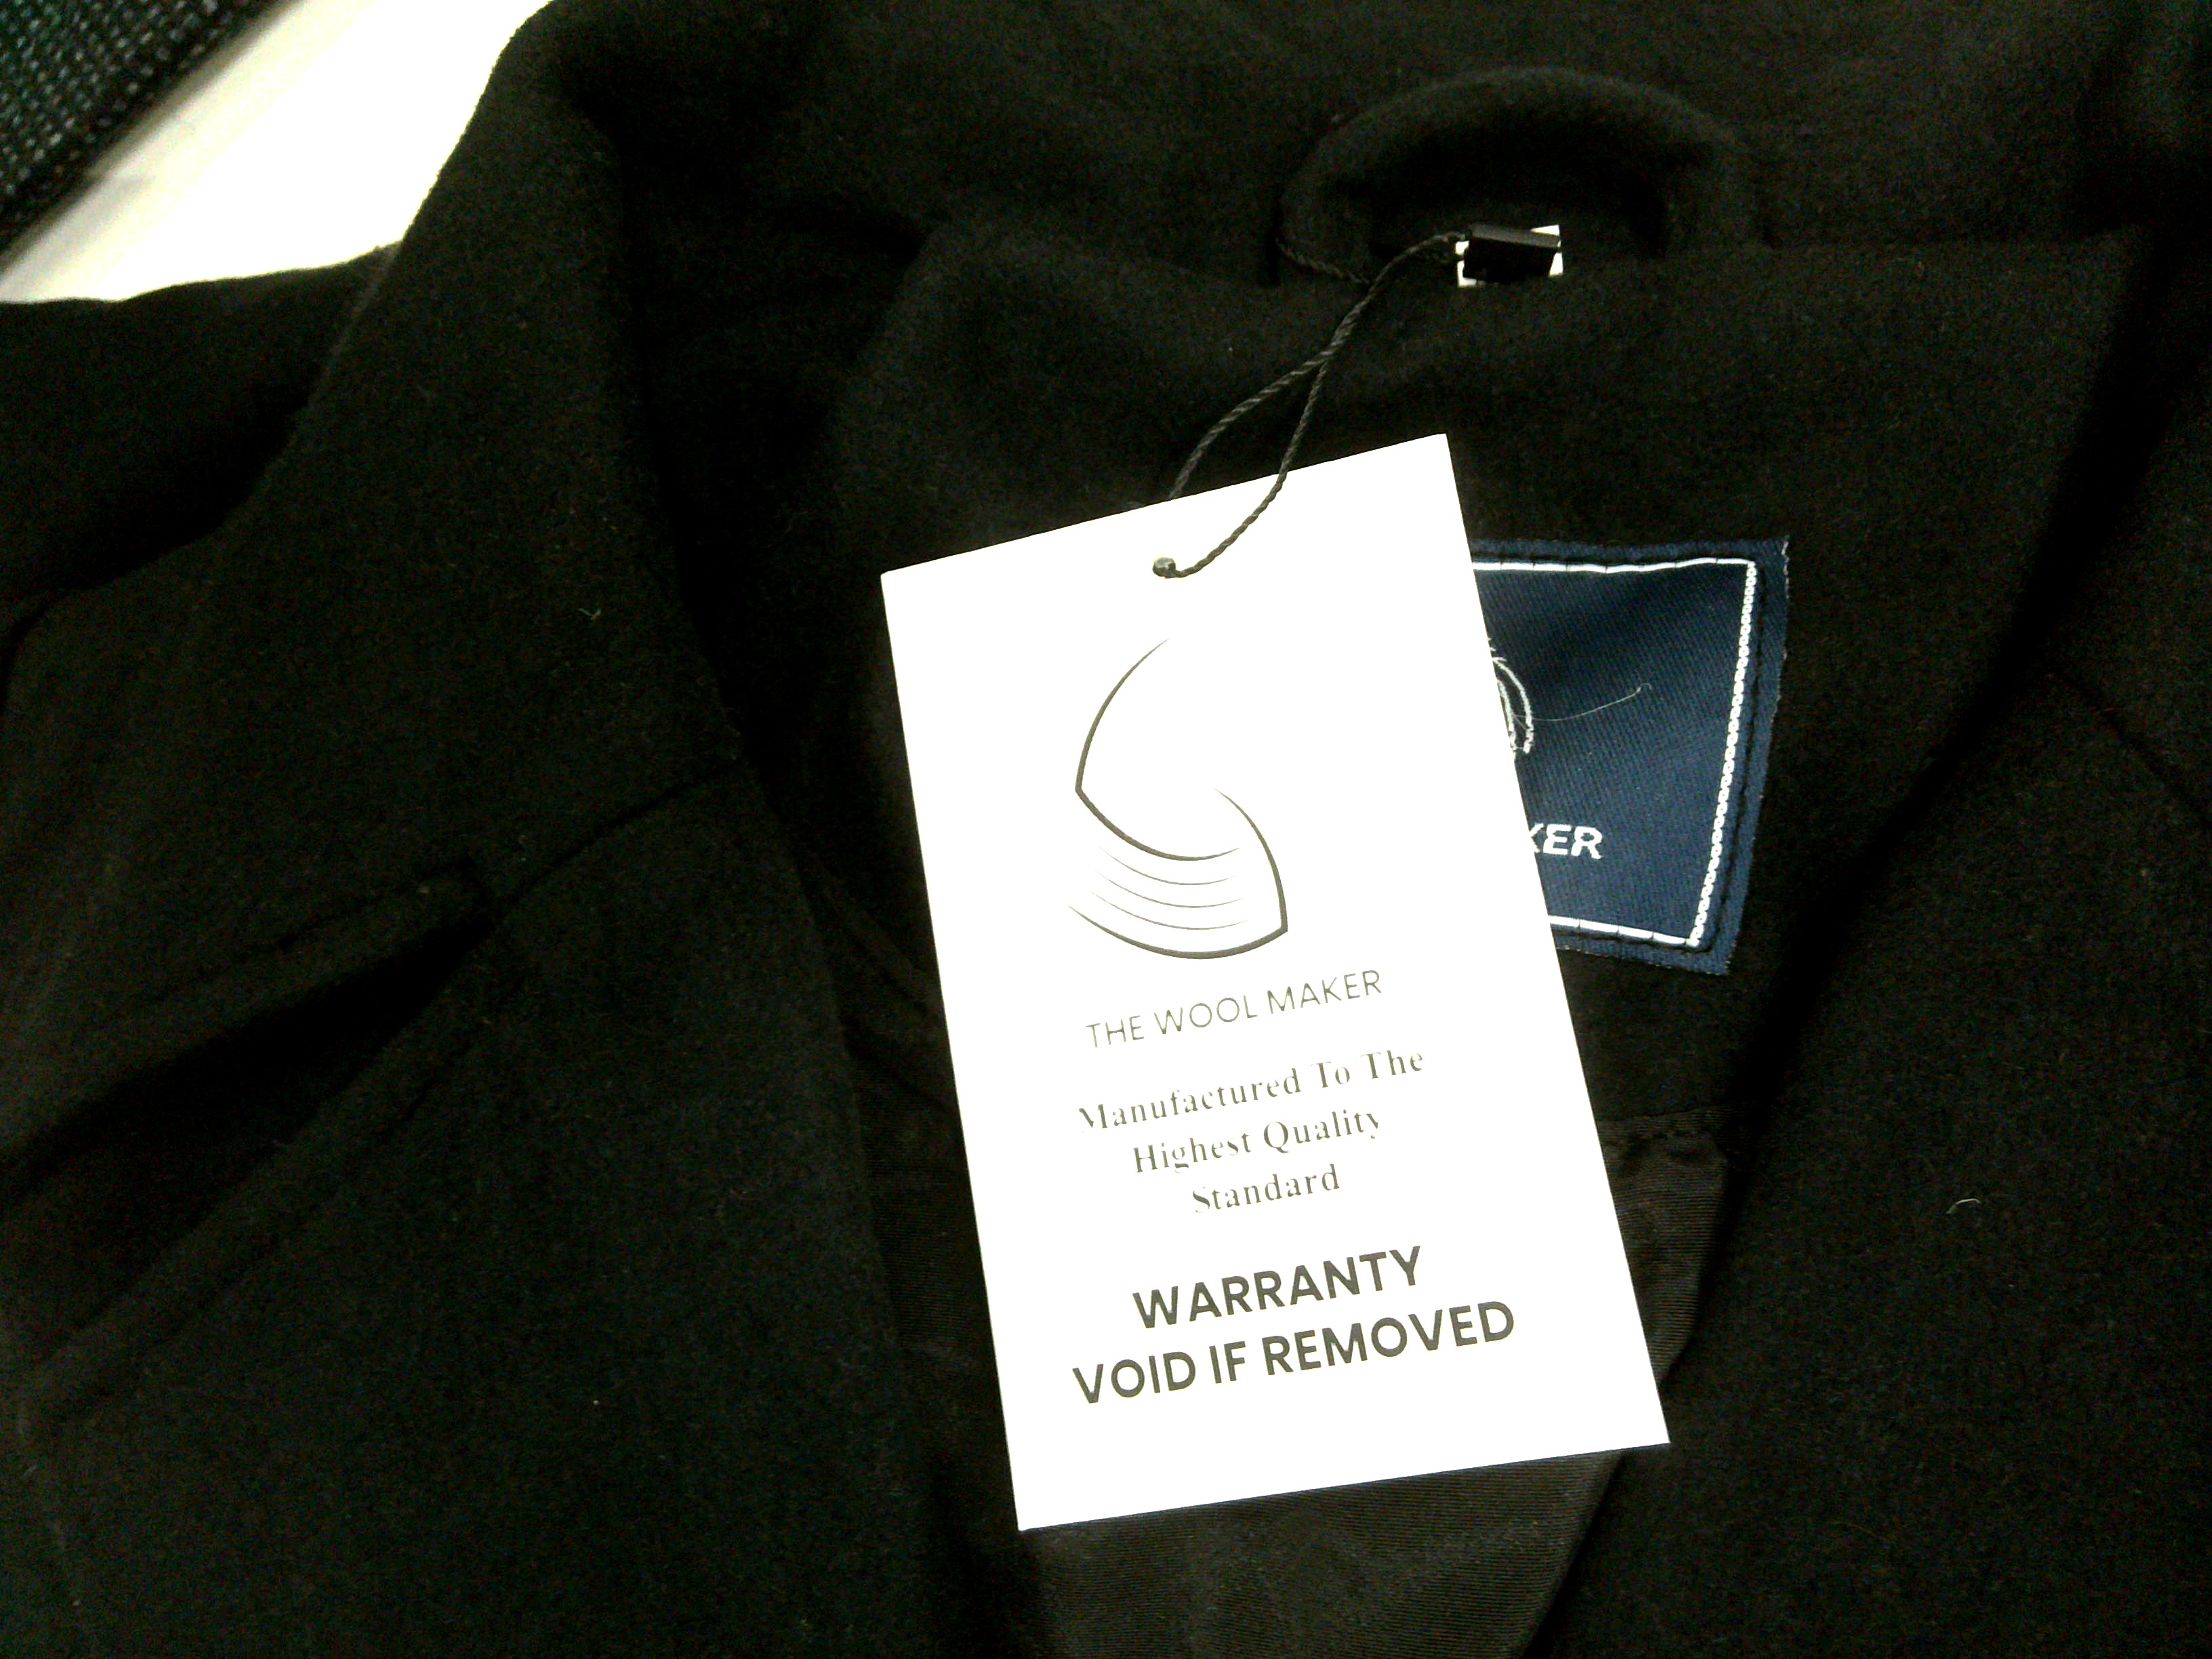 THE WOOL MAKER
Manufactured To The
Highest Quality
Standard
WARRANTY
VOID IF REMOVED
KER